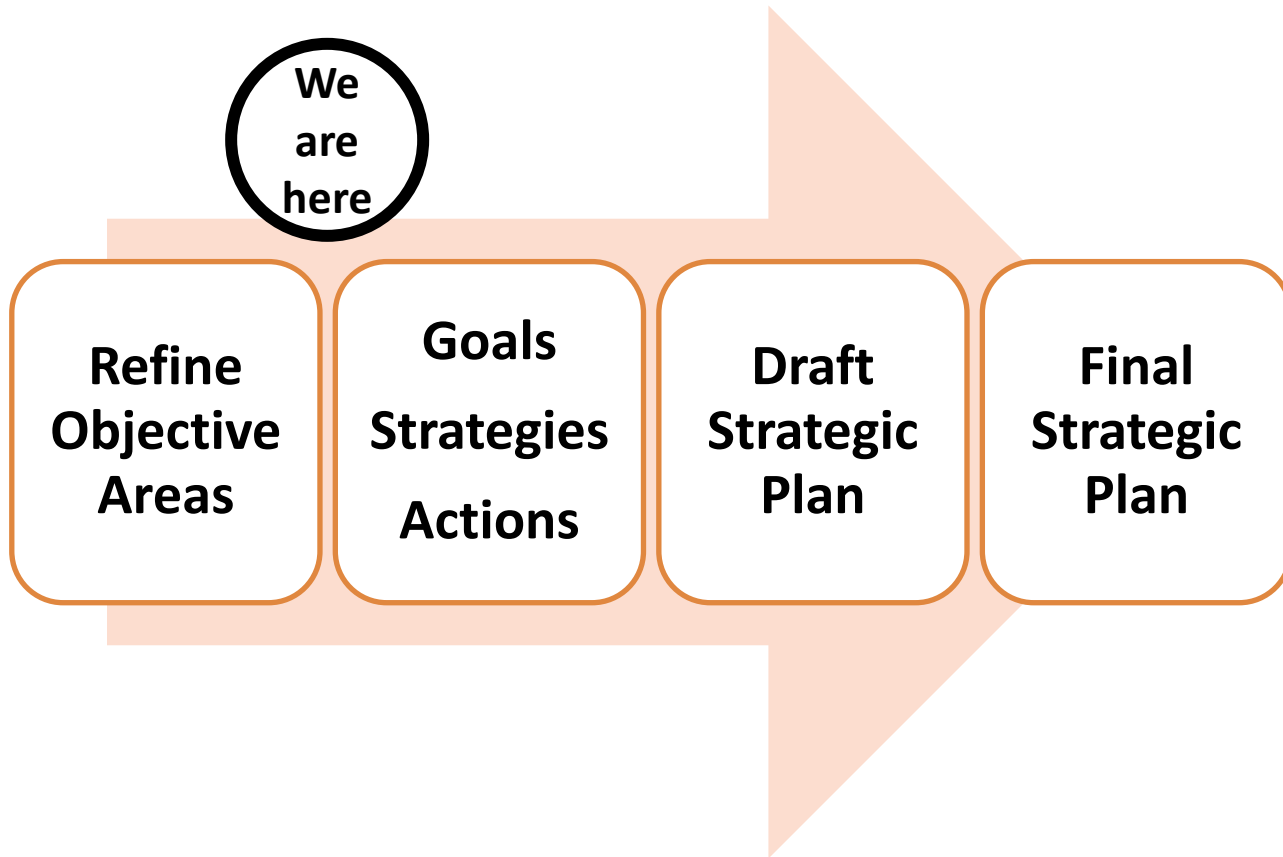 We
are
here
Refine
Objective
Areas
Goals
Strategies
Actions
Draft
Strategic
Plan
Final
Strategic
Plan